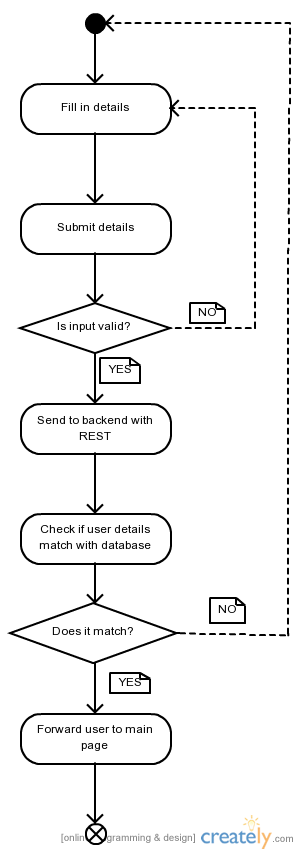 Fill in details
Submit details
Is input valid?
NO
YES
Send to backend with
REST
Check if user details
match with database
Does it match?
NO
YES
Forward user to main
page
creately.com